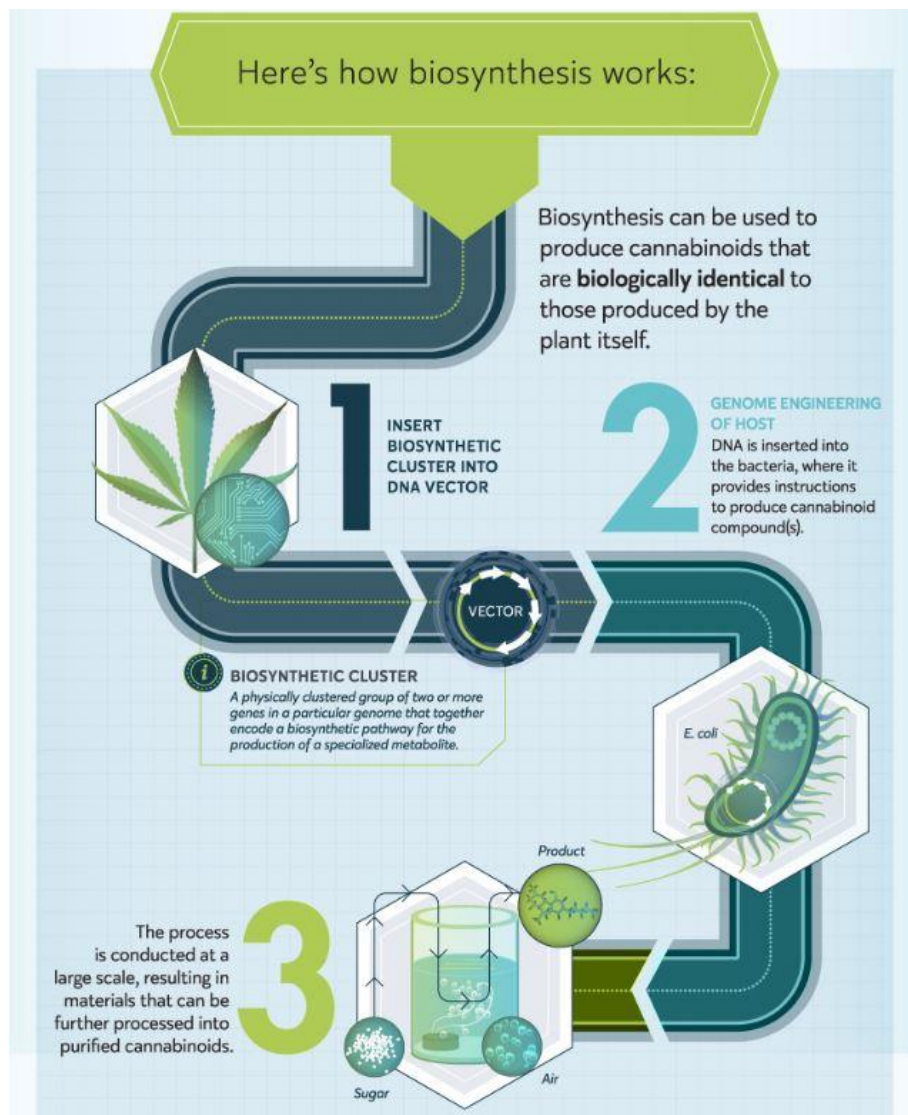 Here's how biosynthesis works:
Biosynthesis can be used to
produce cannabinoids that
are biologically identical to
those produced by the
plant itself.
1
INSERT
BIOSYNTHETIC
CLUSTER INTO
DNA VECTOR
2
GENOME ENGINEERING
OF HOST
DNA is inserted into
the bacteria, where it
provides instructions
to produce cannabinoid
compound(s).
VECTOR
i
BIOSYNTHETIC CLUSTER
A physically clustered group of two or more
genes in a particular genome that together
encode a biosynthetic pathway for the
production of a specialized metabolite.
E. coli
3
The process
is conducted at a
large scale, resulting in
materials that can be
further processed into
purified cannabinoids.
Product
Sugar
Air